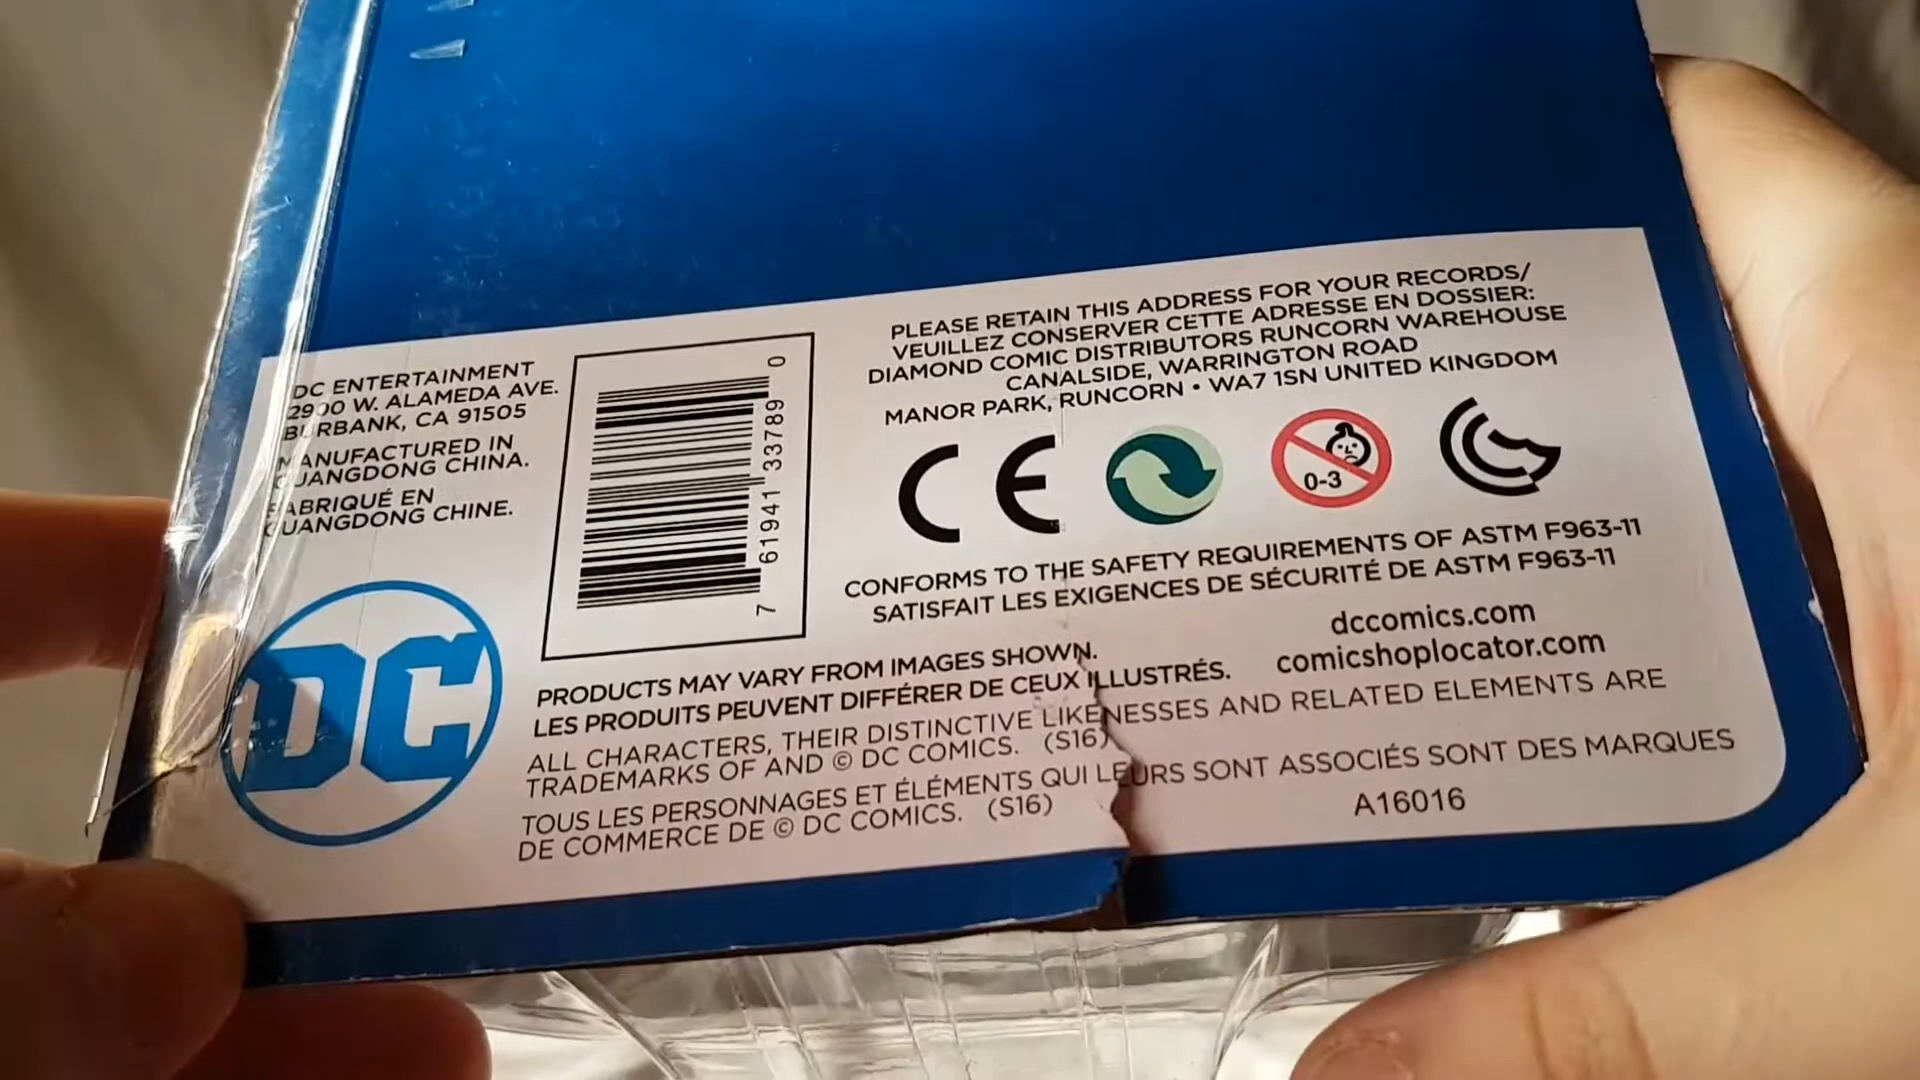 DC ENTERTAINMENT
2900 W. ALAMEDA AVE.
BURBANK, CA 91505
MANUFACTURED IN
GUANGDONG CHINA.
FABRIQUÉ EN
GUANGDONG CHINE.
7 61941 33789 0
PLEASE RETAIN THIS ADDRESS FOR YOUR RECORDS/
VEUILLEZ CONSERVER CETTE ADRESSE EN DOSSIER:
DIAMOND COMIC DISTRIBUTORS RUNCORN WAREHOUSE
CANALSIDE, WARRINGTON ROAD
MANOR PARK, RUNCORN • WA7 1SN UNITED KINGDOM
CE
0-3
CONFORMS TO THE SAFETY REQUIREMENTS OF ASTM F963-11
SATISFAIT LES EXIGENCES DE SÉCURITÉ DE ASTM F963-11
DC
PRODUCTS MAY VARY FROM IMAGES SHOWN.
LES PRODUITS PEUVENT DIFFÉRER DE CEUX ILLUSTRÉS.
dccomics.com
comicshoplocator.com
ALL CHARACTERS, THEIR DISTINCTIVE LIKENESSES AND RELATED ELEMENTS ARE
TRADEMARKS OF AND © DC COMICS. (S16)
TOUS LES PERSONNAGES ET ÉLÉMENTS QUI LEURS SONT ASSOCIÉS SONT DES MARQUES
DE COMMERCE DE © DC COMICS. (S16)
A16016